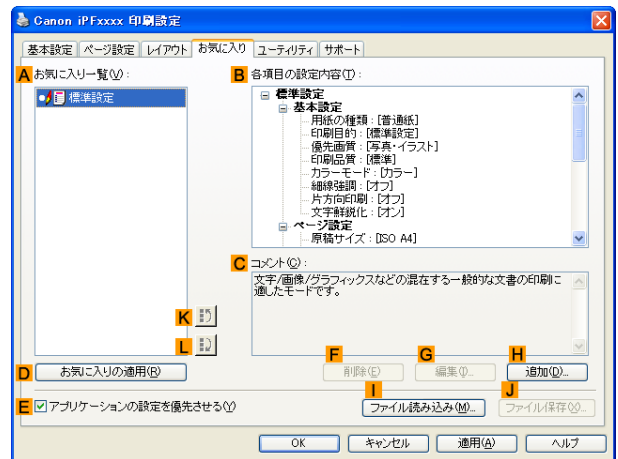 Canon iPFxxxx 印刷設定
基本設定 ページ設定 レイアウト お気に入り ユーティリティ サポート
A お気に入り一覧(V):
標準設定
B 各項目の設定内容(T):
標準設定
基本設定
用紙の種類 : [普通紙]
印刷目的 : [標準設定]
優先画質 : [写真・イラスト]
印刷品質 : [標準]
カラーモード : [カラー]
細線強調 : [オフ]
片方向印刷 : [オフ]
文字鮮鋭化 : [オン]
ページ設定
原稿サイズ : [ISO A4]
C コメント(C):
文字/画像/グラフィックスなどの混在する一般的な文書の印刷に
適したモードです。
K
L
F G H
D お気に入りの適用(P) 削除(E) 編集(I)... 追加(D)...
I J
E アプリケーションの設定を優先させる(Y) ファイル読み込み(M)... ファイル保存(X)...
OK キャンセル 適用(A) ヘルプ